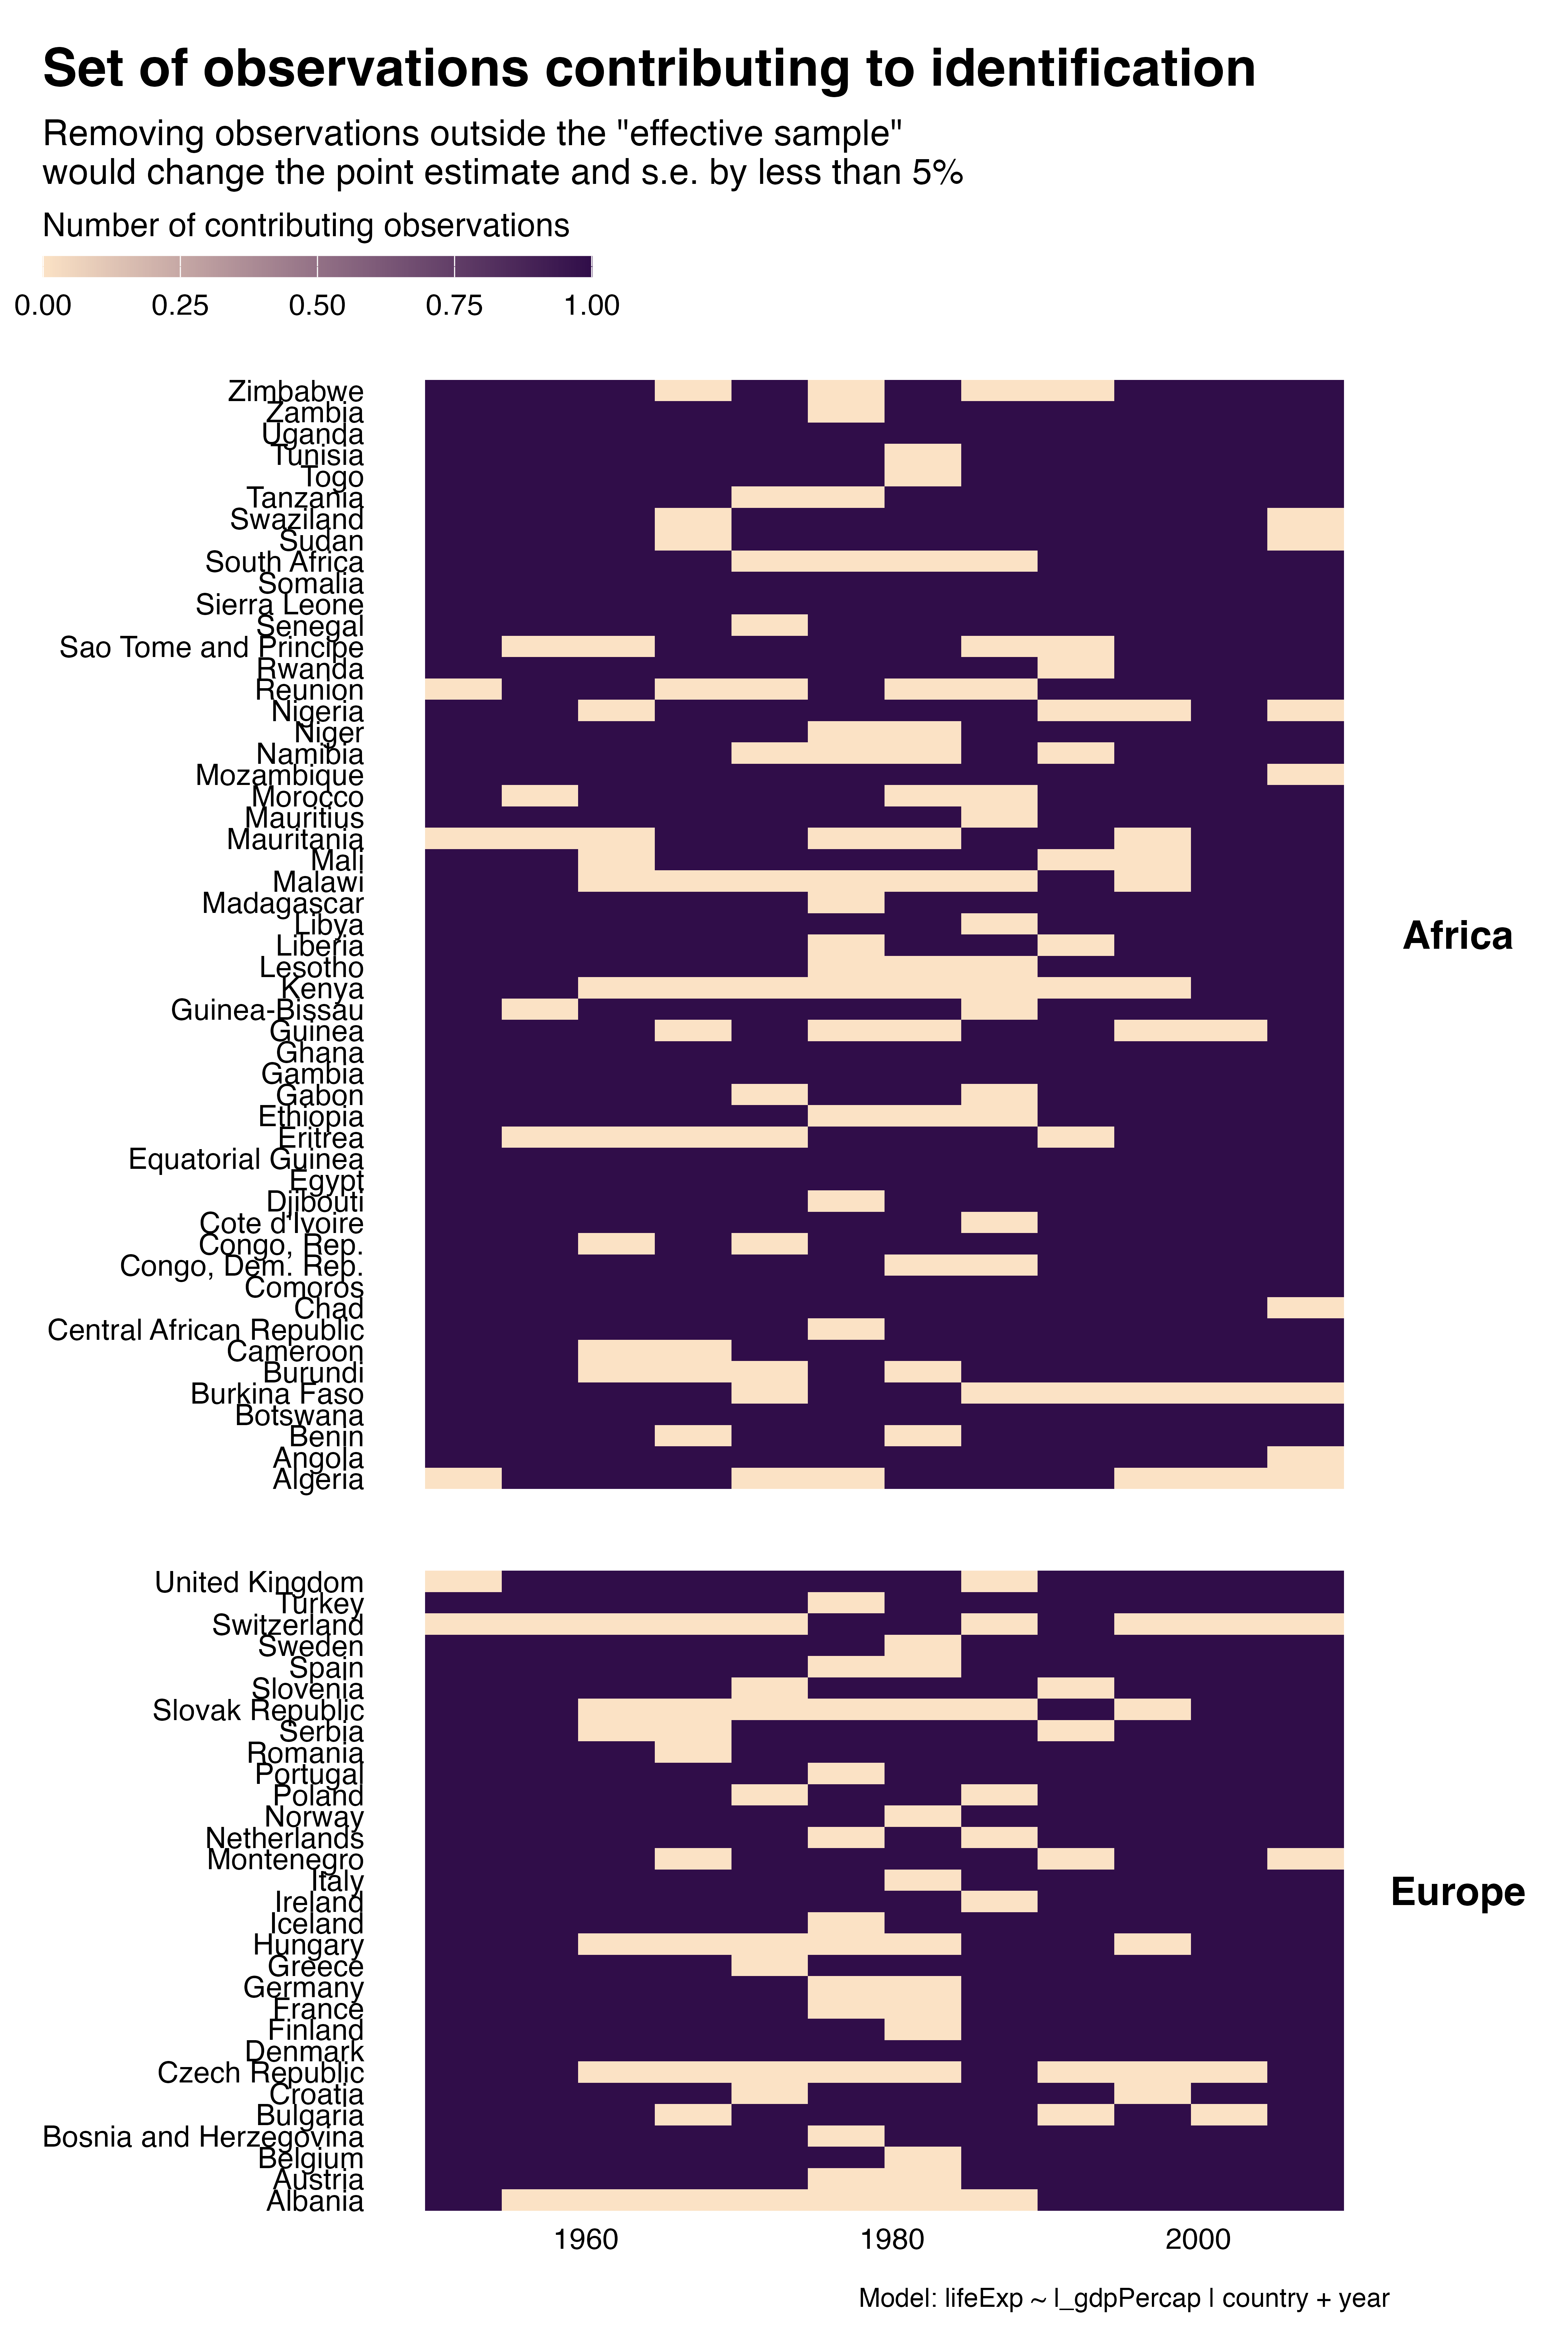 Set of observations contributing to identification
Removing observations outside the "effective sample"
would change the point estimate and s.e. by less than 5%
Number of contributing observations
0.00 0.25 0.50 0.75 1.00
Zimbabwe
Zambia
Uganda
Tunisia
Togo
Tanzania
Swaziland
Sudan
South Africa
Somalia
Sierra Leone
Senegal
Sao Tome and Principe
Rwanda
Reunion
Nigeria
Niger
Namibia
Mozambique
Morocco
Mauritius
Mauritania
Mali
Malawi
Madagascar
Libya
Liberia
Lesotho
Kenya
Guinea-Bissau
Guinea
Ghana
Gambia
Gabon
Ethiopia
Eritrea
Equatorial Guinea
Egypt
Djibouti
Cote d'Ivoire
Congo, Rep.
Congo, Dem. Rep.
Comoros
Chad
Central African Republic
Cameroon
Burundi
Burkina Faso
Botswana
Benin
Angola
Algeria
Africa
United Kingdom
Turkey
Switzerland
Sweden
Spain
Slovenia
Slovak Republic
Serbia
Romania
Portugal
Poland
Norway
Netherlands
Montenegro
Italy
Ireland
Iceland
Hungary
Greece
Germany
France
Finland
Denmark
Czech Republic
Croatia
Bulgaria
Bosnia and Herzegovina
Belgium
Austria
Albania
Europe
1960 1980 2000
Model: lifeExp ~ l_gdpPercap | country + year